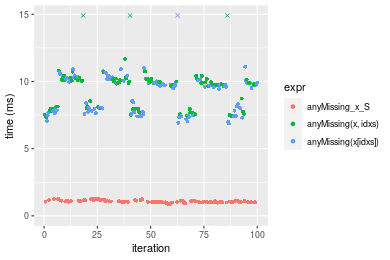 15
10
5
0
time (ms)
0
25
50
75
100
iteration
expr
anyMissing_x_S
anyMissing(x, idxs)
anyMissing(x[idxs])